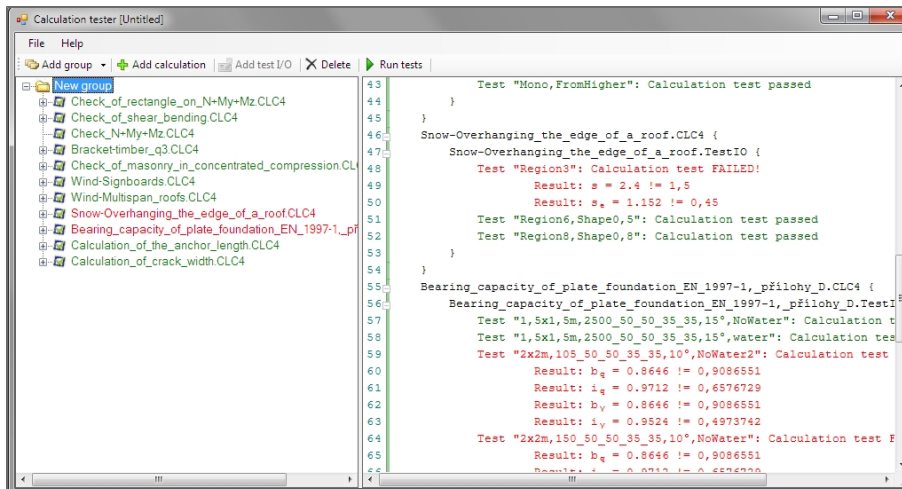 Calculation tester [Untitled]
File Help
Add group Add calculation Add test I/O Delete Run tests
New group
Check_of_rectangle_on_N+My+Mz.CLC4
Check_of_shear_bending.CLC4
Check_N+My+Mz.CLC4
Bracket-timber_q3.CLC4
Check_of_masonry_in_concentrated_compression.CL
Wind-Signboards.CLC4
Wind-Multispan_roofs.CLC4
Snow-Overhanging_the_edge_of_a_roof.CLC4
Bearing_capacity_of_plate_foundation_EN_1997-1,_př
Calculation_of_the_anchor_length.CLC4
Calculation_of_crack_width.CLC4
43 Test "Mono,FromHigher": Calculation test passed
44 }
45 }
46 Snow-Overhanging_the_edge_of_a_roof.CLC4 {
47 Snow-Overhanging_the_edge_of_a_roof.TestIO {
48 Test "Region3": Calculation test FAILED!
49 Result: s = 2.4 != 1,5
50 Result: sₑ = 1.152 != 0,45
51 Test "Region6,Shape0,5": Calculation test passed
52 Test "Region8,Shape0,8": Calculation test passed
53 }
54 }
55 Bearing_capacity_of_plate_foundation_EN_1997-1,_přílohy_D.CLC4 {
56 Bearing_capacity_of_plate_foundation_EN_1997-1,_přílohy_D.TestI
57 Test "1,5x1,5m,2500_50_50_35_35,15°,NoWater": Calculation t
58 Test "1,5x1,5m,2500_50_50_35_35,15°,water": Calculation tes
59 Test "2x2m,105_50_50_35_35,10°,NoWater2": Calculation test
60 Result: b_q = 0.8646 != 0,9086551
61 Result: i_q = 0.9712 != 0,6576729
62 Result: bᵧ = 0.8646 != 0,9086551
63 Result: iᵧ = 0.9524 != 0,4973742
64 Test "2x2m,150_50_50_35_35,10°,NoWater": Calculation test F
65 Result: b_q = 0.8646 != 0,9086551
66